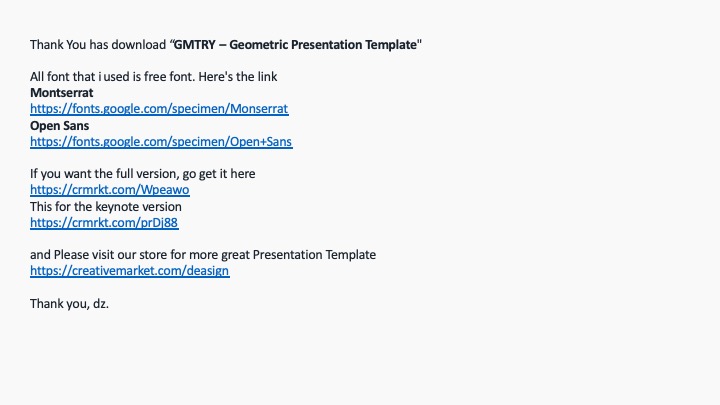 Thank You has download “GMTRY – Geometric Presentation Template"
All font that i used is free font. Here's the link
Montserrat
https://fonts.google.com/specimen/Monserrat
Open Sans
https://fonts.google.com/specimen/Open+Sans
If you want the full version, go get it here
https://crmrkt.com/Wpeawo
This for the keynote version
https://crmrkt.com/prDj88
and Please visit our store for more great Presentation Template
https://creativemarket.com/deasign
Thank you, dz.